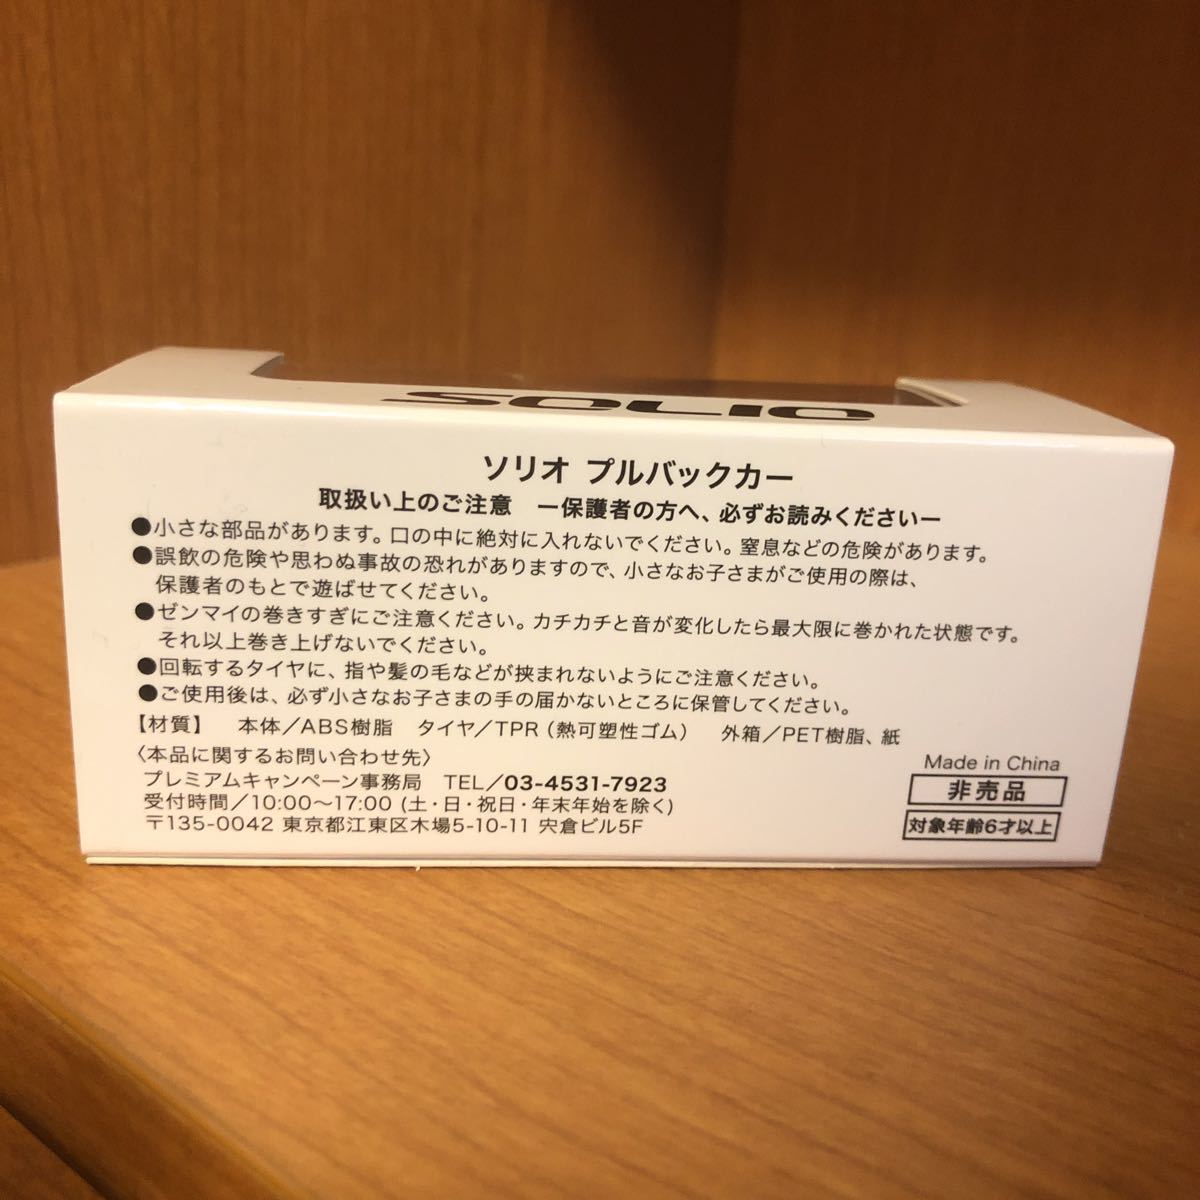 SOLIO
ソリオ プルバックカー
取扱い上のご注意 ー保護者の方へ、必ずお読みくださいー
●小さな部品があります。口の中に絶対に入れないでください。窒息などの危険があります。
●誤飲の危険や思わぬ事故の恐れがありますので、小さなお子さまがご使用の際は、
保護者のもとで遊ばせてください。
●ゼンマイの巻きすぎにご注意ください。カチカチと音が変化したら最大限に巻かれた状態です。
それ以上巻き上げないでください。
●回転するタイヤに、指や髪の毛などが挟まれないようにご注意ください。
●ご使用後は、必ず小さなお子さまの手の届かないところに保管してください。
【材質】 本体／ABS樹脂 タイヤ／TPR（熱可塑性ゴム） 外箱／PET樹脂、紙
〈本品に関するお問い合わせ先〉
プレミアムキャンペーン事務局 TEL／03-4531-7923
受付時間／10:00〜17:00 (土・日・祝日・年末年始を除く)
〒135-0042 東京都江東区木場5-10-11 宍倉ビル5F
Made in China
非売品
対象年齢6才以上